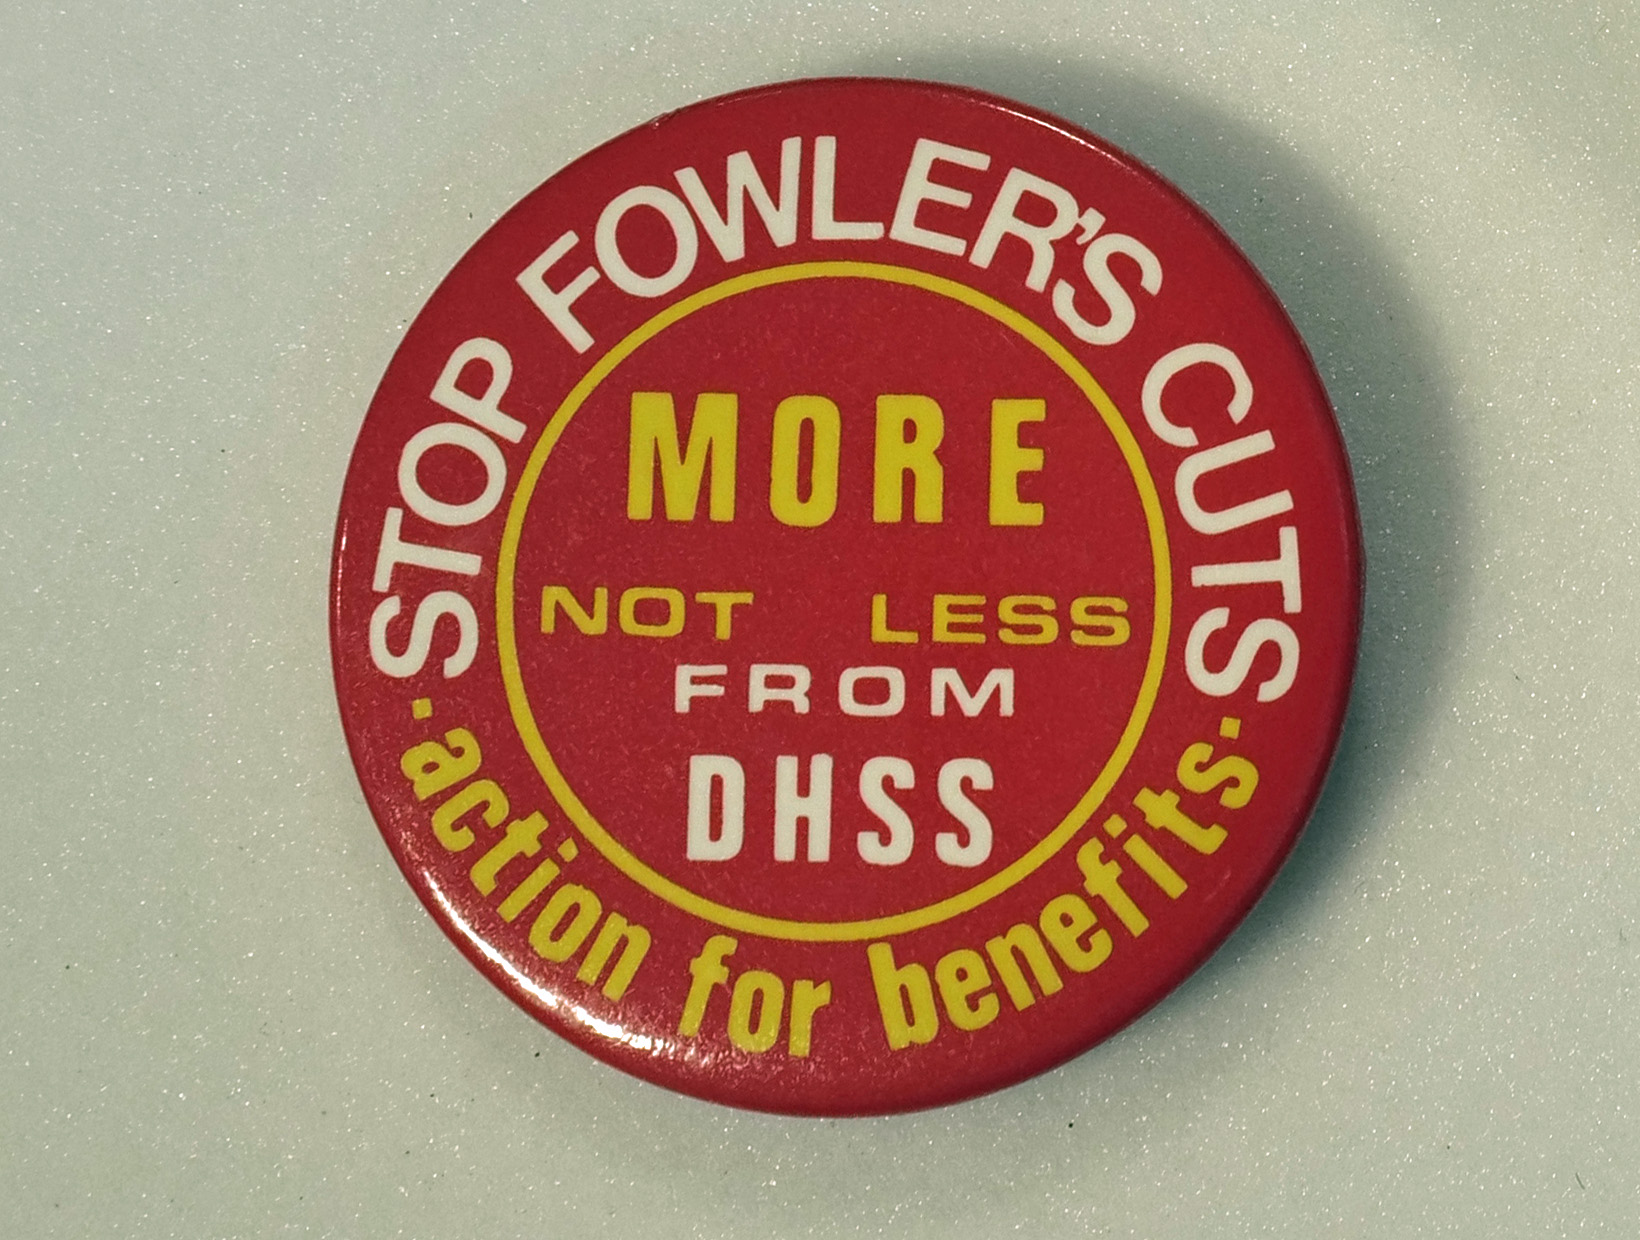 STOP FOWLER'S CUTS
MORE
NOT LESS
FROM
DHSS
·action for benefits·